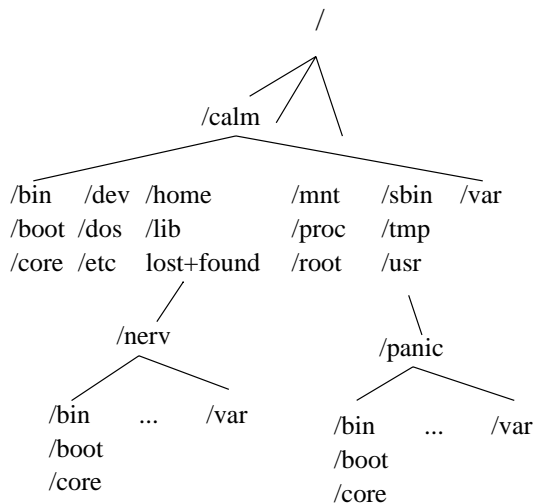 /
/calm
/bin /dev /home /mnt /sbin /var
/boot /dos /lib /proc /tmp
/core /etc lost+found /root /usr
/nerv /panic
/bin ... /var
/boot
/core
/bin ... /var
/boot
/core